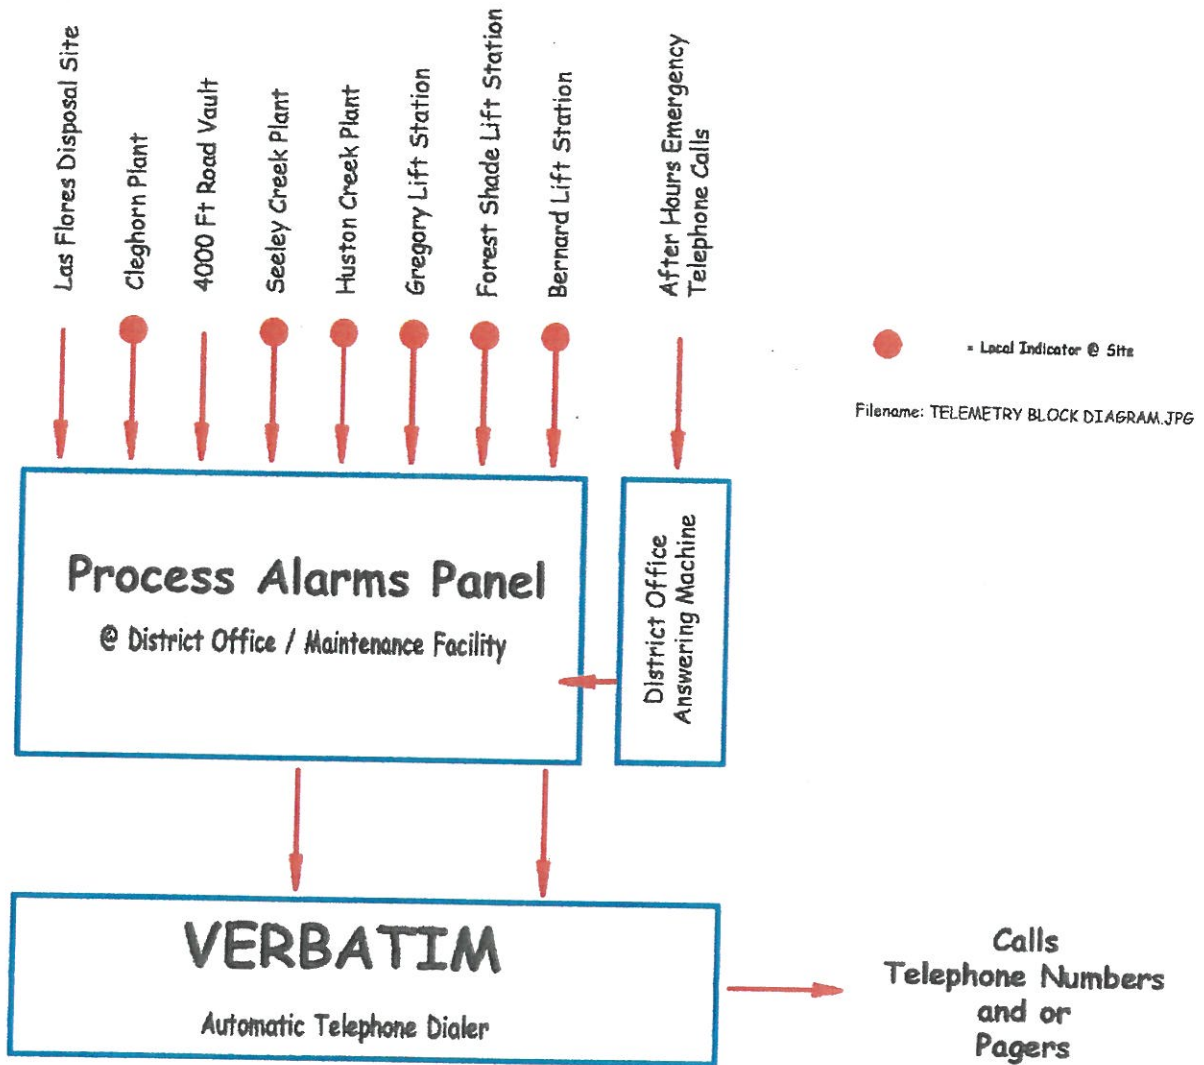 Las Flores Disposal Site
Cleghorn Plant
4000 Ft Road Vault
Seeley Creek Plant
Huston Creek Plant
Gregory Lift Station
Forest Shade Lift Station
Bernard Lift Station
After Hours Emergency
Telephone Calls
= Local Indicator @ Site
Filename: TELEMETRY BLOCK DIAGRAM.JPG
Process Alarms Panel
@ District Office / Maintenance Facility
District Office
Answering Machine
VERBATIM
Automatic Telephone Dialer
Calls
Telephone Numbers
and or
Pagers